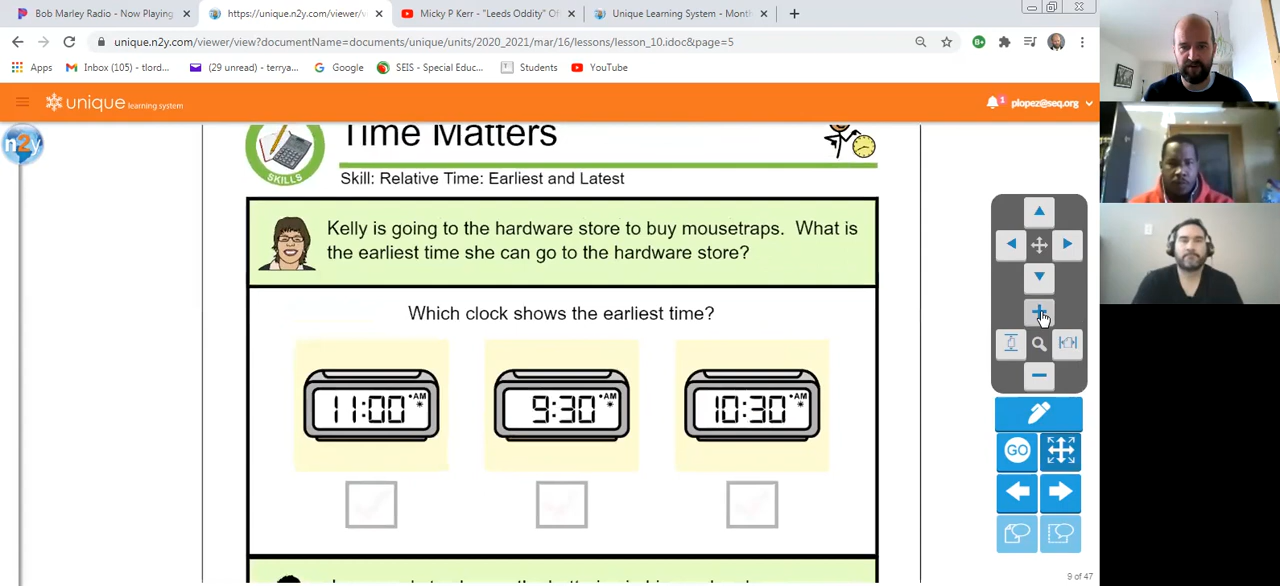 Bob Marley Radio - Now Playing
https://unique.n2y.com/viewer/
Micky P Kerr - "Leeds Oddity" O
Unique Learning System - Month
unique.n2y.com/viewer/view?documentName=documents/unique/units/2020_2021/mar/16/lessons/lesson_10.idoc&page=5
Apps
Inbox (105) - tlord...
(29 unread) - terrya...
Google
SEIS - Special Educ...
Students
YouTube
unique learning system
1
plopez@seq.org
n2y
SKILLS
Time Matters
Skill: Relative Time: Earliest and Latest
Kelly is going to the hardware store to buy mousetraps. What is
the earliest time she can go to the hardware store?
Which clock shows the earliest time?
11:00 AM
9:30 AM
10:30 AM
GO
9 of 47